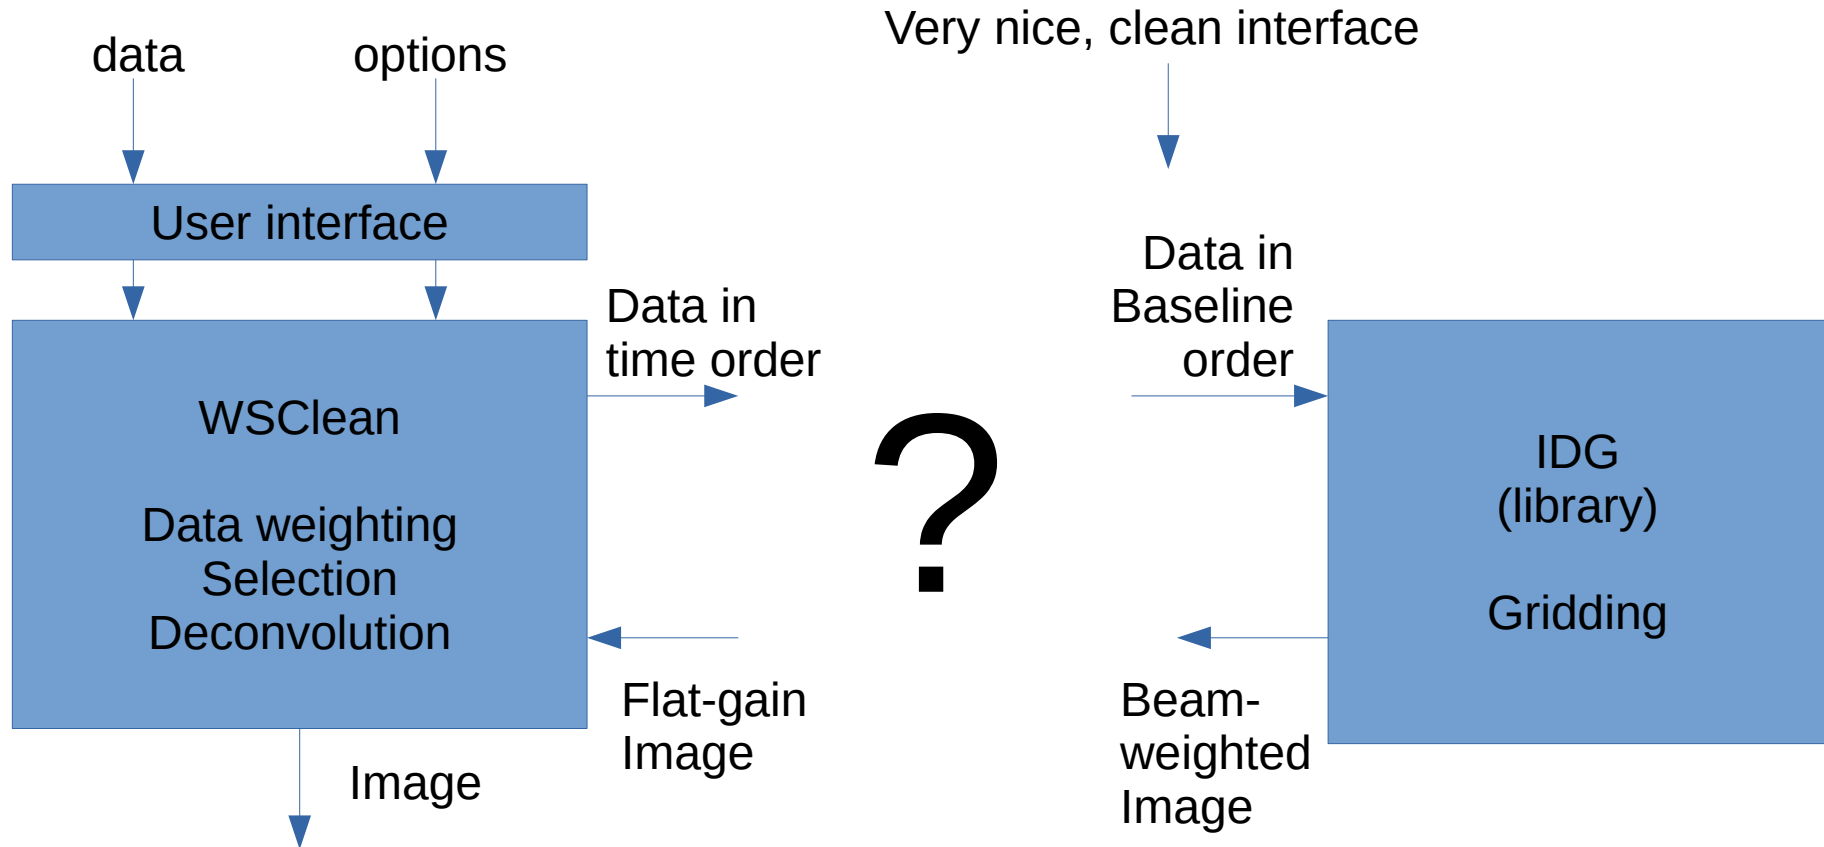 Very nice, clean interface
data
options
User interface
Data in
time order
Data in
Baseline
order
WSClean
Data weighting
Selection
Deconvolution
?
IDG
(library)
Gridding
Flat-gain
Image
Beam-
weighted
Image
Image